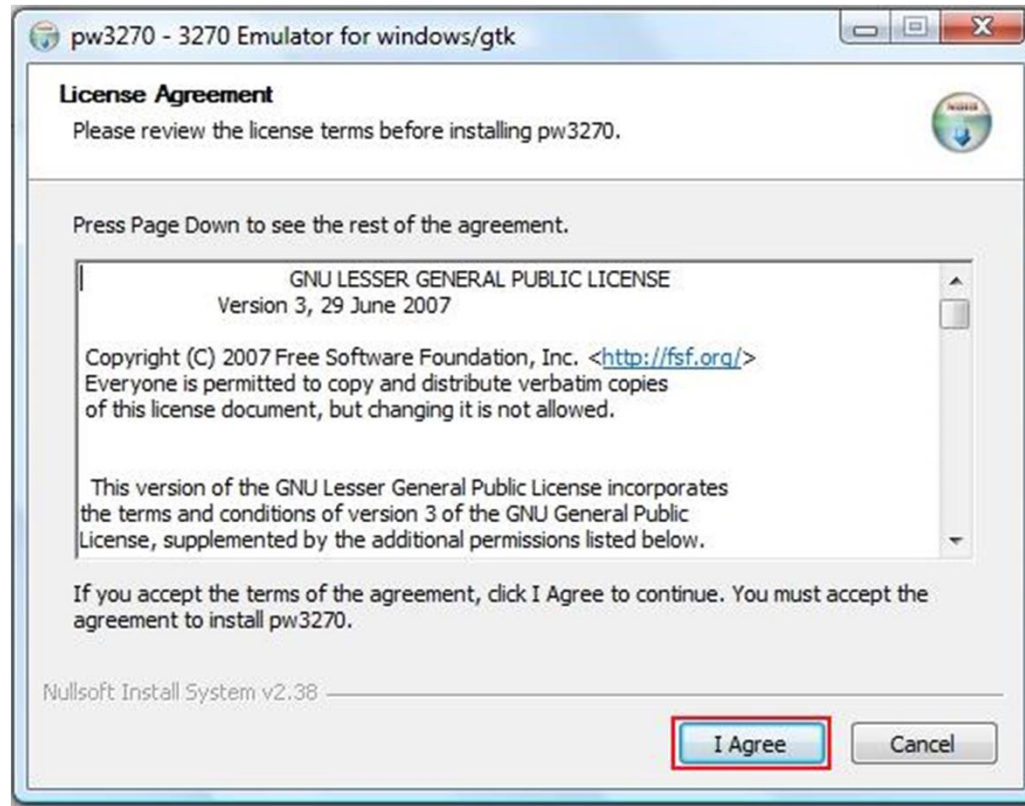 pw3270 - 3270 Emulator for windows/gtk
License Agreement
Please review the license terms before installing pw3270.
Press Page Down to see the rest of the agreement.
GNU LESSER GENERAL PUBLIC LICENSE
Version 3, 29 June 2007
Copyright (C) 2007 Free Software Foundation, Inc. <http://fsf.org/>
Everyone is permitted to copy and distribute verbatim copies
of this license document, but changing it is not allowed.
This version of the GNU Lesser General Public License incorporates
the terms and conditions of version 3 of the GNU General Public
License, supplemented by the additional permissions listed below.
If you accept the terms of the agreement, click I Agree to continue. You must accept the
agreement to install pw3270.
Nullsoft Install System v2.38
I Agree
Cancel